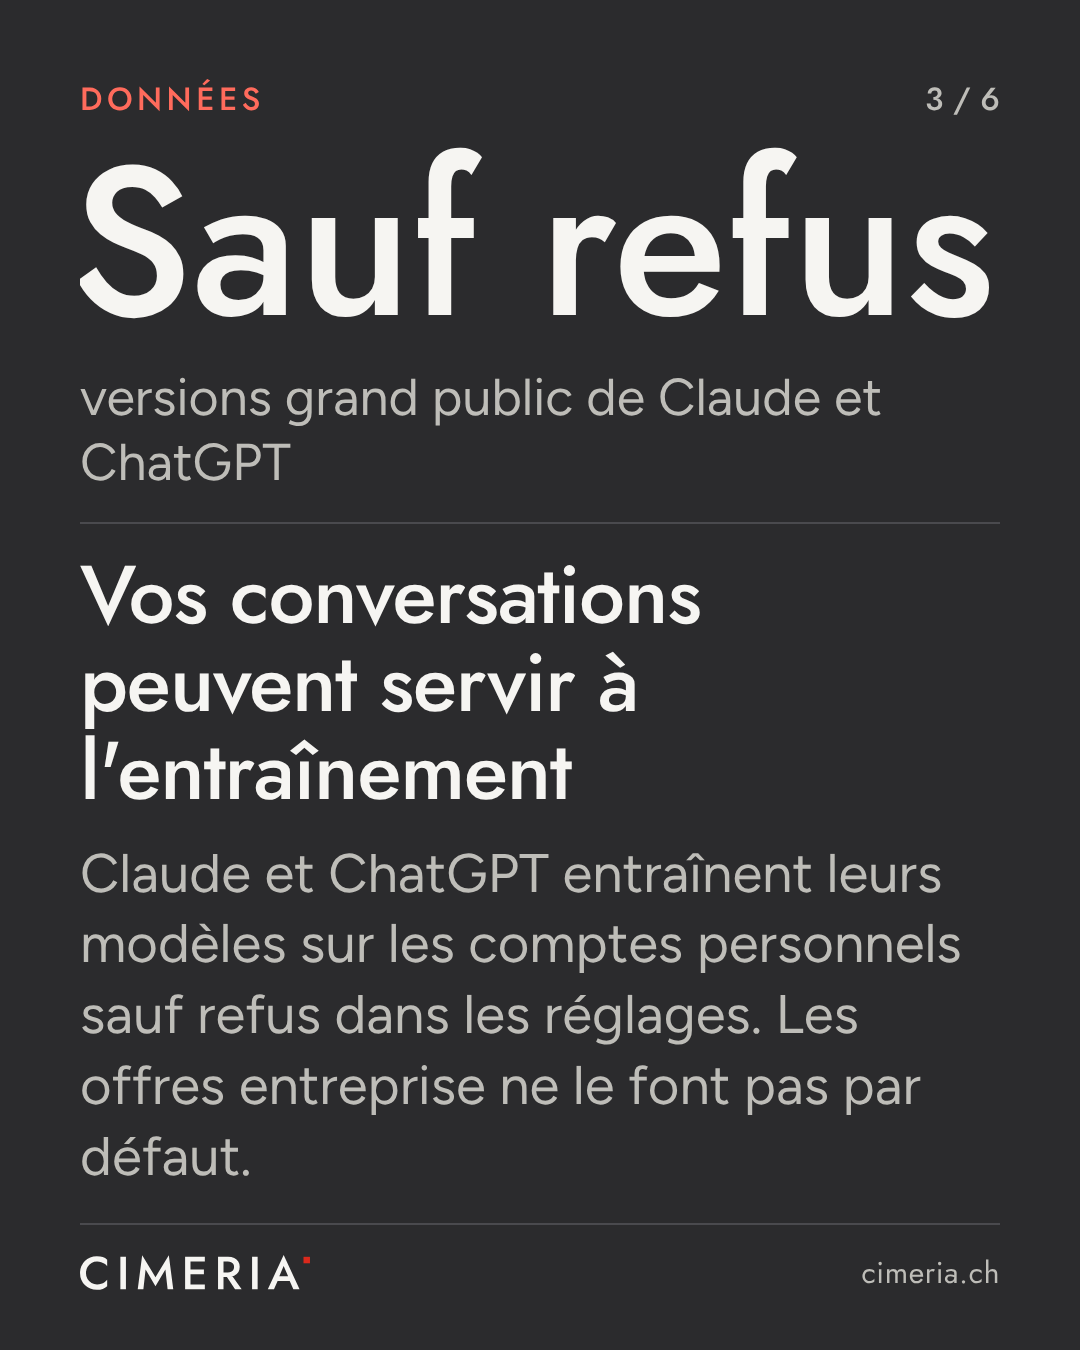 DONNÉES
3 / 6
Sauf refus
versions grand public de Claude et
ChatGPT
Vos conversations
peuvent servir à
l'entraînement
Claude et ChatGPT entraînent leurs
modèles sur les comptes personnels
sauf refus dans les réglages. Les
offres entreprise ne le font pas par
défaut.
CIMERIA
cimeria.ch